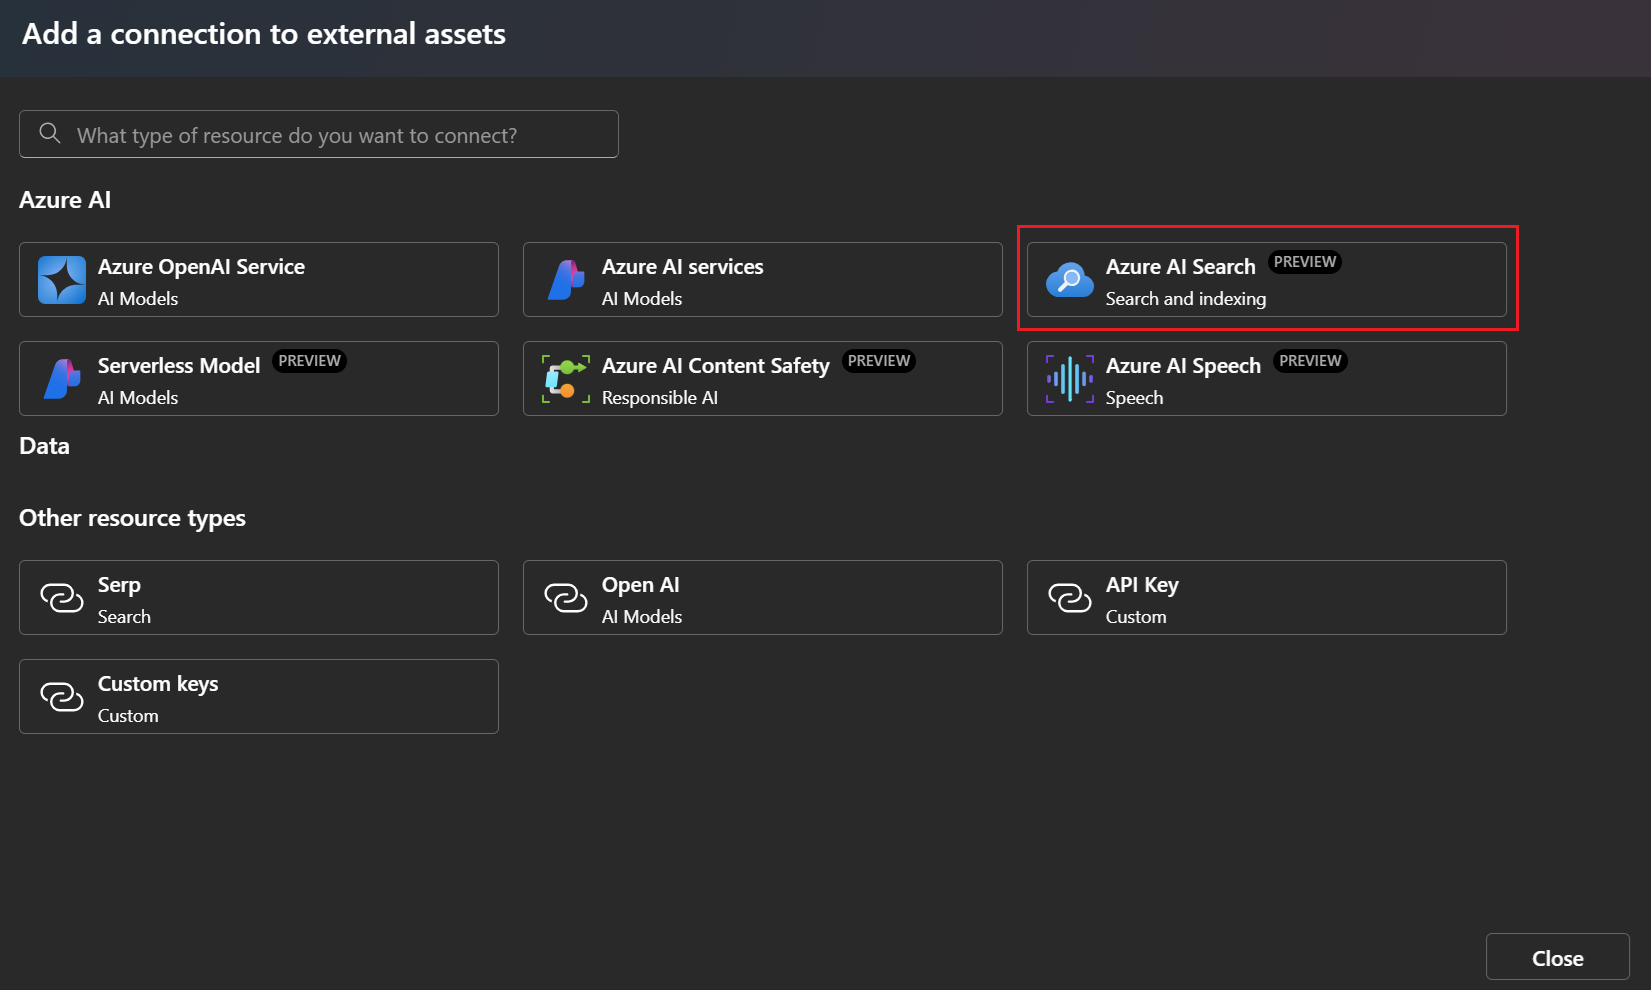 Add a connection to external assets
What type of resource do you want to connect?
Azure AI
Azure OpenAI Service
AI Models
Azure AI services
AI Models
Azure AI Search PREVIEW
Search and indexing
Serverless Model PREVIEW
AI Models
Azure AI Content Safety PREVIEW
Responsible AI
Azure AI Speech PREVIEW
Speech
Data
Other resource types
Serp
Search
Open AI
AI Models
API Key
Custom
Custom keys
Custom
Close